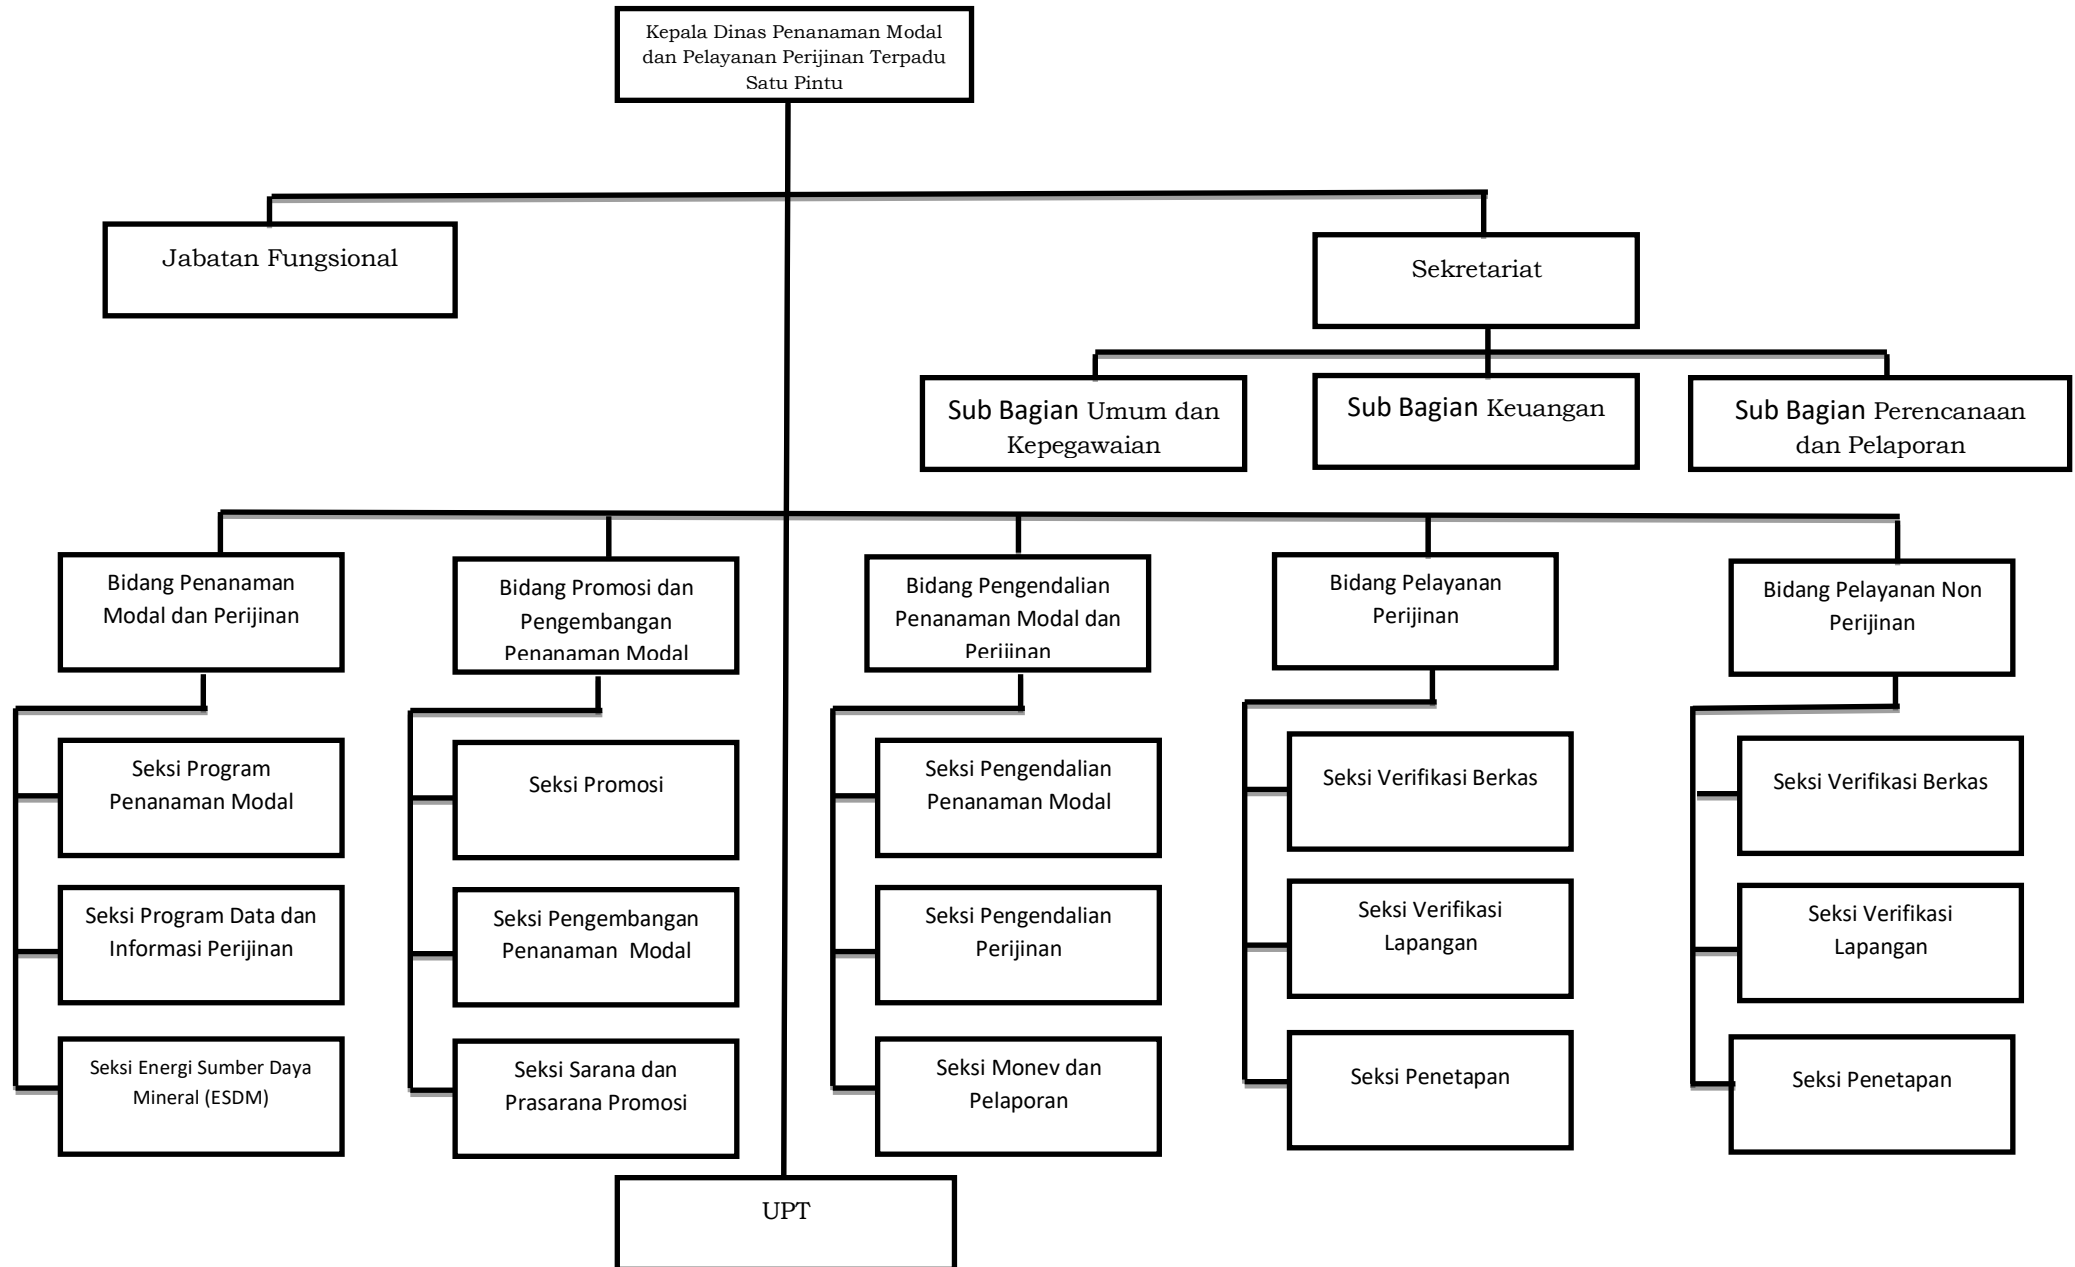 Kepala Dinas Penanaman Modal
dan Pelayanan Perijinan Terpadu
Satu Pintu
Jabatan Fungsional
Sekretariat
Sub Bagian Umum dan
Kepegawaian
Sub Bagian Keuangan
Sub Bagian Perencanaan
dan Pelaporan
Bidang Penanaman
Modal dan Perijinan
Bidang Promosi dan
Pengembangan
Penanaman Modal
Bidang Pengendalian
Penanaman Modal dan
Perijinan
Bidang Pelayanan
Perijinan
Bidang Pelayanan Non
Perijinan
Seksi Program
Penanaman Modal
Seksi Promosi
Seksi Pengendalian
Penanaman Modal
Seksi Verifikasi Berkas
Seksi Verifikasi Berkas
Seksi Program Data dan
Informasi Perijinan
Seksi Pengembangan
Penanaman  Modal
Seksi Pengendalian
Perijinan
Seksi Verifikasi
Lapangan
Seksi Verifikasi
Lapangan
Seksi Energi Sumber Daya
Mineral (ESDM)
Seksi Sarana dan
Prasarana Promosi
Seksi Monev dan
Pelaporan
Seksi Penetapan
Seksi Penetapan
UPT